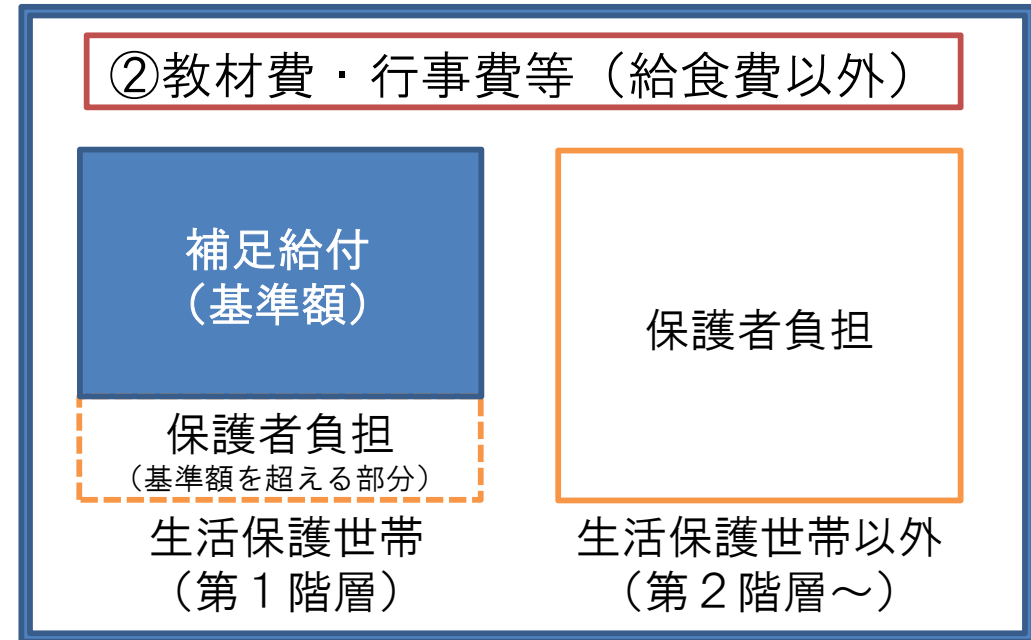 ②教材費・行事費等（給食費以外）
補足給付
（基準額）
保護者負担
（基準額を超える部分）
生活保護世帯
（第１階層）
保護者負担
生活保護世帯以外
（第２階層～）